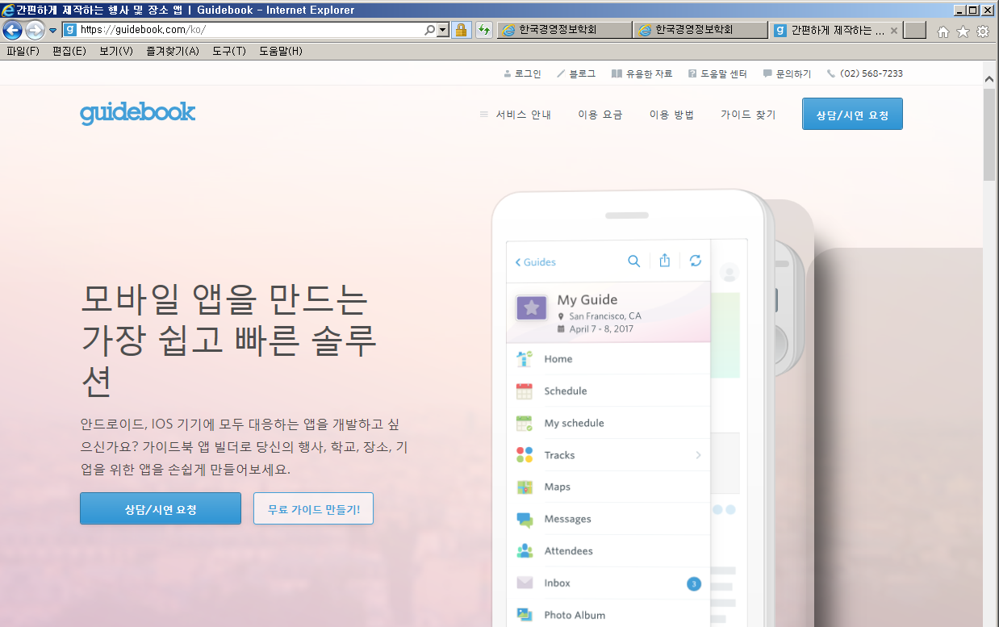 간편하게 제작하는 행사 및 장소 앱 | Guidebook - Internet Explorer
https://guidebook.com/ko/
한국경영정보학회
한국경영정보학회
간편하게 제작하는 ...
파일(F) 편집(E) 보기(V) 즐겨찾기(A) 도구(T) 도움말(H)
로그인 블로그 유용한 자료 도움말 센터 문의하기 (02) 568-7233
guidebook
서비스 안내 이용 요금 이용 방법 가이드 찾기 상담/시연 요청
모바일 앱을 만드는
가장 쉽고 빠른 솔루
션
안드로이드, IOS 기기에 모두 대응하는 앱을 개발하고 싶
으신가요? 가이드북 앱 빌더로 당신의 행사, 학교, 장소, 기
업을 위한 앱을 손쉽게 만들어보세요.
상담/시연 요청 무료 가이드 만들기!
Guides
My Guide
San Francisco, CA
April 7 - 8, 2017
Home
Schedule
My schedule
Tracks
Maps
Messages
Attendees
Inbox 3
Photo Album